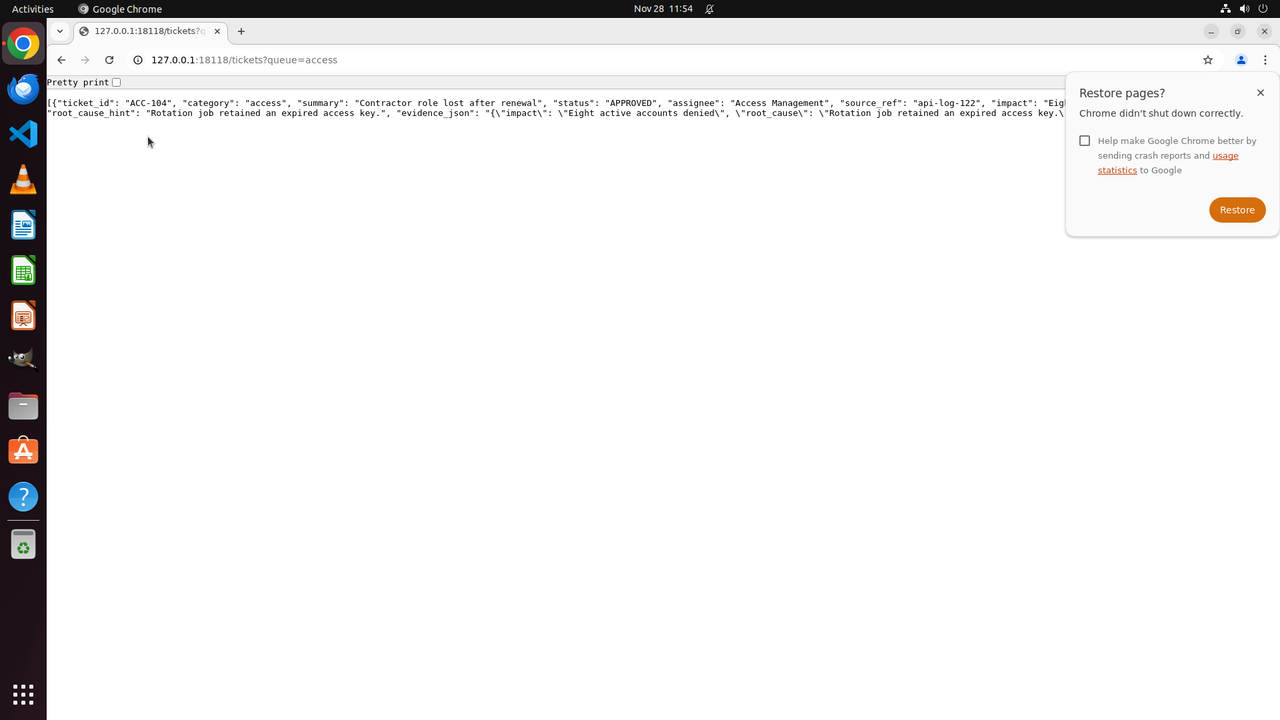 Activities
Google Chrome
Nov 28 11:54
127.0.0.1:18118/tickets?q
127.0.0.1:18118/tickets?queue=access
Pretty print
[{"ticket_id": "ACC-104", "category": "access", "summary": "Contractor role lost after renewal", "status": "APPROVED", "assignee": "Access Management", "source_ref": "api-log-122", "impact": "Eigh
"root_cause_hint": "Rotation job retained an expired access key.", "evidence_json": "{\"impact\": \"Eight active accounts denied\", \"root_cause\": \"Rotation job retained an expired access key.\
Restore pages?
Chrome didn't shut down correctly.
Help make Google Chrome better by
sending crash reports and usage
statistics to Google
Restore